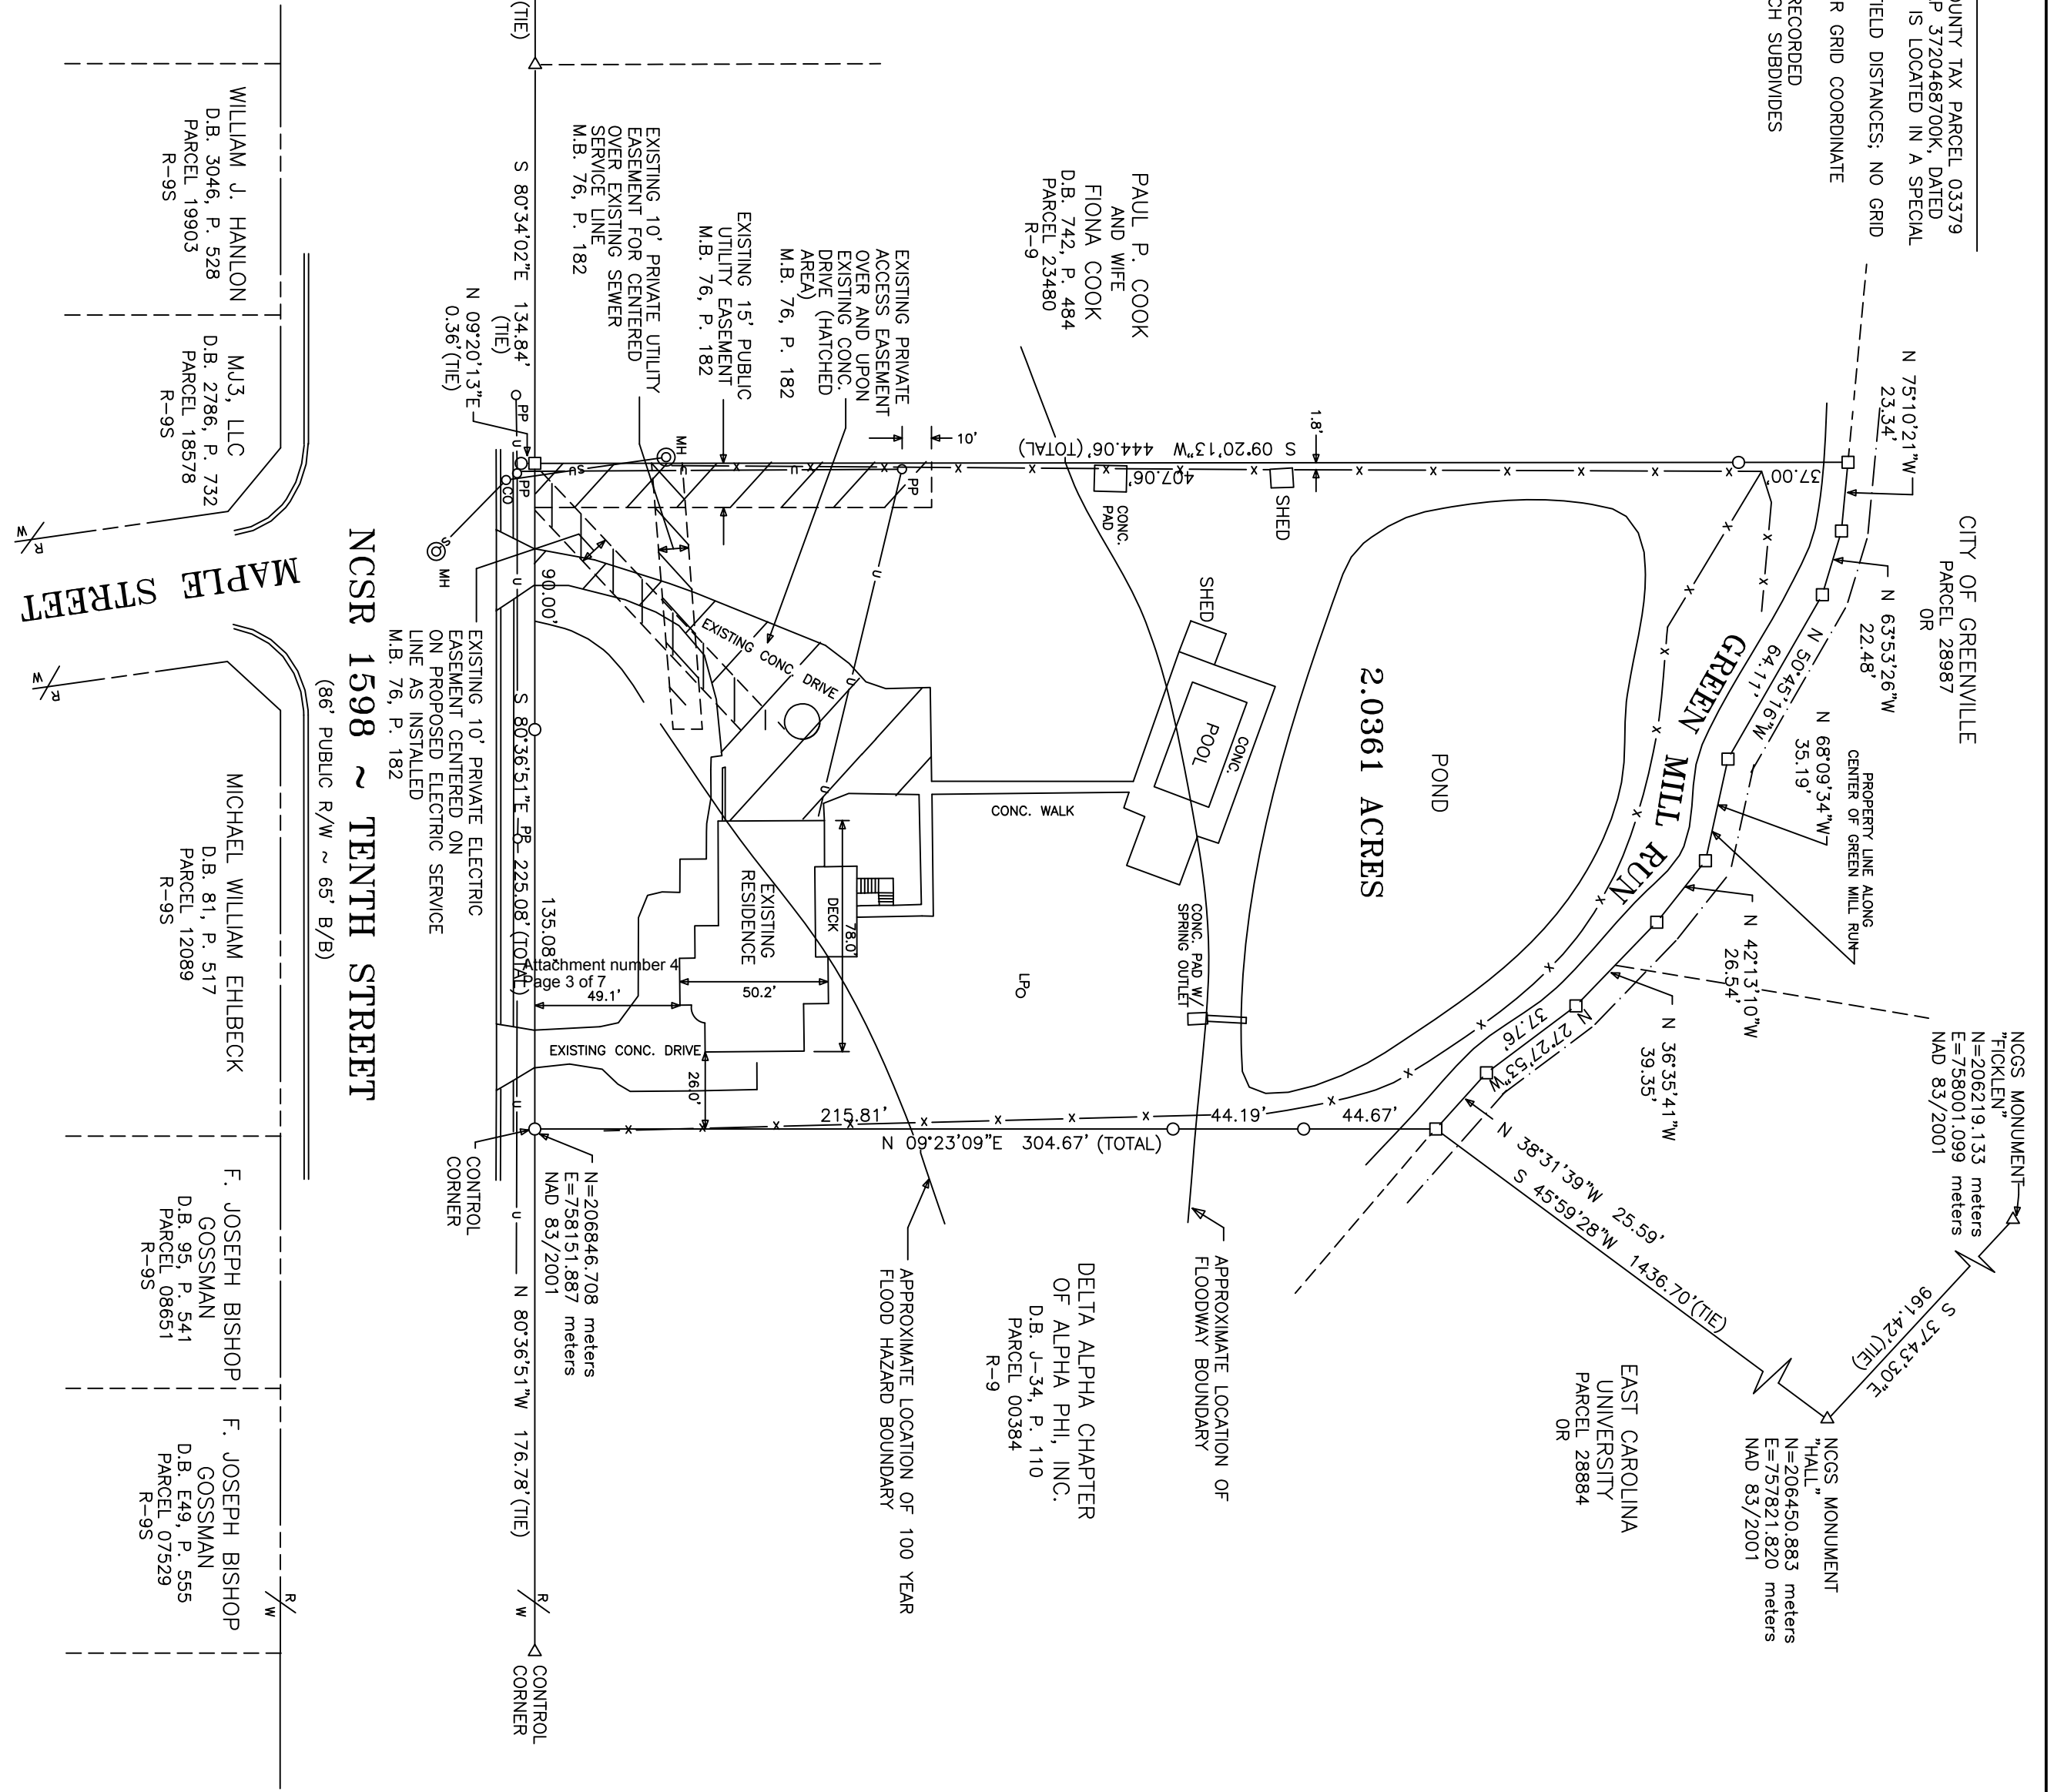 OUNTY TAX PARCEL 03379
P 3720468700K, DATED
IS LOCATED IN A SPECIAL
FIELD DISTANCES; NO GRID
R GRID COORDINATE
RECORDED
CH SUBDIVIDES
N 75°10'21"W
23.34'
CITY OF GREENVILLE
PARCEL 28987
OR
N 63°53'26"W
22.48'
N 50°45'16"W
64.11'
N 68°09'34"W
35.19'
PROPERTY LINE ALONG
CENTER OF GREEN MILL RUN
N 42°13'10"W
26.54'
N 36°35'41"W
39.35'
N 27°27'53"W
37.76'
N 38°31'39"W 25.59'
S 45°59'28"W 1436.70'(TIE)
S 37°43'30"E
961.42'(TIE)
NCGS MONUMENT
"FICKLEN"
N=206219.133 meters
E=758001.099 meters
NAD 83/2001
NCGS MONUMENT
"HALL"
N=206450.883 meters
E=757821.820 meters
NAD 83/2001
EAST CAROLINA
UNIVERSITY
PARCEL 28884
OR
GREEN MILL RUN
37.00'
POND
2.0361 ACRES
1.8'
SHED
S 09°20'13"W 444.06' (TOTAL)
407.06'
CONC.
PAD
SHED
POOL
CONC.
CONC. PAD W/
SPRING OUTLET
44.19'
44.67'
215.81'
N 09°23'09"E 304.67' (TOTAL)
APPROXIMATE LOCATION OF
FLOODWAY BOUNDARY
DELTA ALPHA CHAPTER
OF ALPHA PHI, INC.
D.B. J-34, P. 110
PARCEL 00384
R-9
APPROXIMATE LOCATION OF 100 YEAR
FLOOD HAZARD BOUNDARY
PAUL P. COOK
AND WIFE
FIONA COOK
D.B. 742, P. 484
PARCEL 23480
R-9
CONC. WALK
LP
10'
PP
EXISTING PRIVATE
ACCESS EASEMENT
OVER AND UPON
EXISTING CONC.
DRIVE (HATCHED
AREA)
M.B. 76, P. 182
EXISTING 15' PUBLIC
UTILITY EASEMENT
M.B. 76, P. 182
EXISTING 10' PRIVATE UTILITY
EASEMENT FOR CENTERED
OVER EXISTING SEWER
SERVICE LINE
M.B. 76, P. 182
MH
EXISTING CONC. DRIVE
DECK
78.0'
EXISTING
RESIDENCE
50.2'
49.1'
Attachment number 4
Page 3 of 7
EXISTING CONC. DRIVE
26.0'
(TIE)
S 80°34'02"E 134.84'
(TIE)
N 09°20'13"E
0.36'(TIE)
PP
PP
CO
S
MH
90.00'
S 80°36'51"E 225.08' (TOTAL)
PB
135.08'
N=206846.708 meters
E=758151.887 meters
NAD 83/2001
CONTROL
CORNER
N 80°36'51"W 176.78'(TIE)
R/W
CONTROL
CORNER
EXISTING 10' PRIVATE ELECTRIC
EASEMENT CENTERED ON
ON PROPOSED ELECTRIC SERVICE
LINE AS INSTALLED
M.B. 76, P. 182
NCSR 1598 ~ TENTH STREET
(86' PUBLIC R/W ~ 65' B/B)
MAPLE STREET
R/W
R/W
R/W
WILLIAM J. HANLON
D.B. 3046, P. 528
PARCEL 19903
R-9S
MJ3, LLC
D.B. 2786, P. 732
PARCEL 18578
R-9S
MICHAEL WILLIAM EHLBECK
D.B. 81, P. 517
PARCEL 12089
R-9S
F. JOSEPH BISHOP
GOSSMAN
D.B. 95, P. 541
PARCEL 08651
R-9S
F. JOSEPH BISHOP
GOSSMAN
D.B. E49, P. 555
PARCEL 07529
R-9S